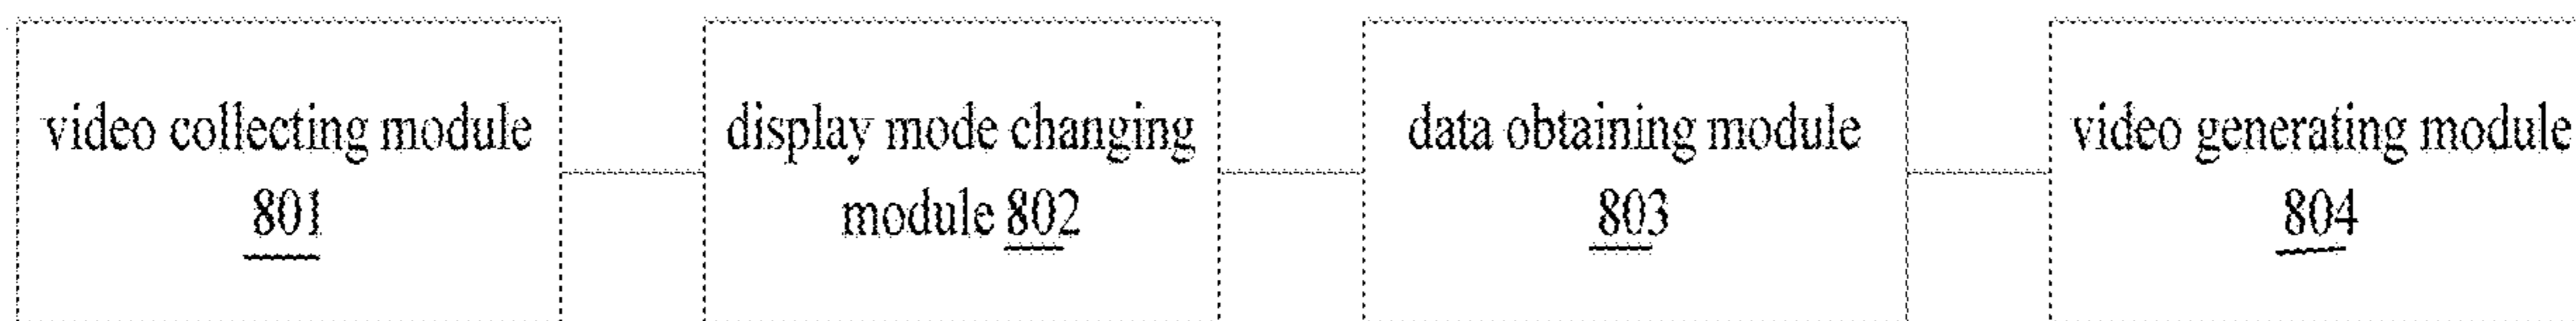 video collecting module
801
display mode changing
module 802
data obtaining module
803
video generating module
804